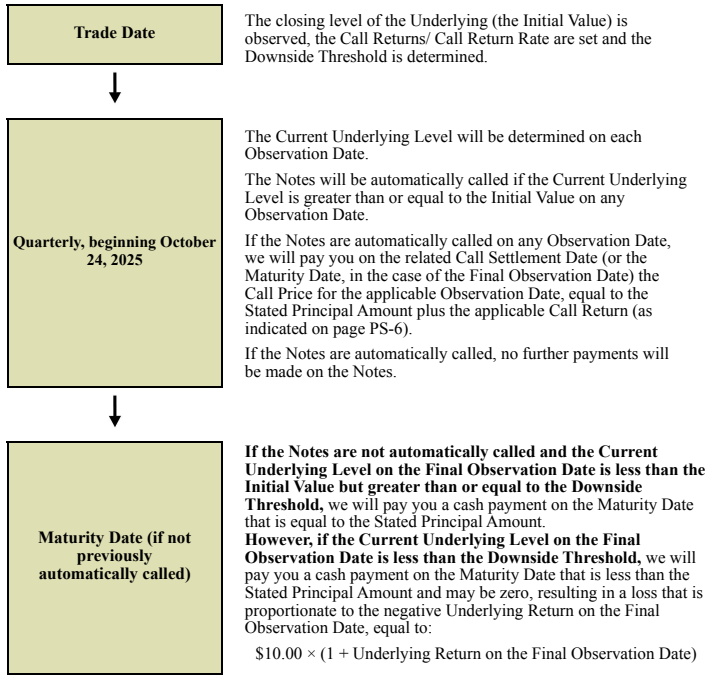 Trade Date
The closing level of the Underlying (the Initial Value) is
observed, the Call Returns/ Call Return Rate are set and the
Downside Threshold is determined.
Quarterly, beginning October
24, 2025
The Current Underlying Level will be determined on each
Observation Date.
The Notes will be automatically called if the Current Underlying
Level is greater than or equal to the Initial Value on any
Observation Date.
If the Notes are automatically called on any Observation Date,
we will pay you on the related Call Settlement Date (or the
Maturity Date, in the case of the Final Observation Date) the
Call Price for the applicable Observation Date, equal to the
Stated Principal Amount plus the applicable Call Return (as
indicated on page PS-6).
If the Notes are automatically called, no further payments will
be made on the Notes.
Maturity Date (if not
previously
automatically called)
If the Notes are not automatically called and the Current
Underlying Level on the Final Observation Date is less than the
Initial Value but greater than or equal to the Downside
Threshold, we will pay you a cash payment on the Maturity Date
that is equal to the Stated Principal Amount.
However, if the Current Underlying Level on the Final
Observation Date is less than the Downside Threshold, we will
pay you a cash payment on the Maturity Date that is less than the
Stated Principal Amount and may be zero, resulting in a loss that is
proportionate to the negative Underlying Return on the Final
Observation Date, equal to:
$10.00 × (1 + Underlying Return on the Final Observation Date)